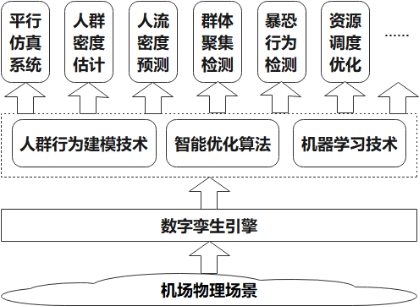 平行
仿真
系统
人群
密度
估计
人流
密度
预测
群体
聚集
检测
暴恐
行为
检测
资源
调度
优化
……
人群行为建模技术
智能优化算法
机器学习技术
数字孪生引擎
机场物理场景